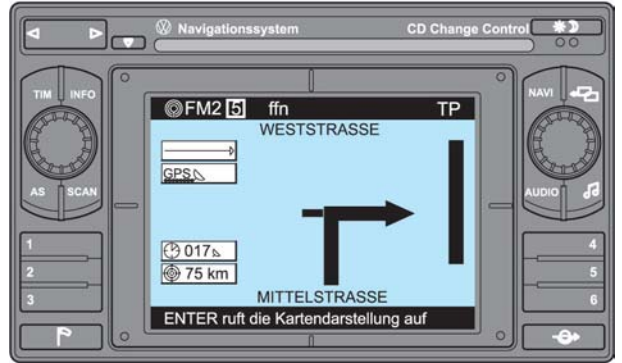 Navigationssystem CD Change Control
TIM INFO
NAVI
AS SCAN
AUDIO
FM2 5 ffn TP
WESTSTRASSE
GPS
017
75 km
MITTELSTRASSE
ENTER ruft die Kartendarstellung auf
1
2
3
4
5
6